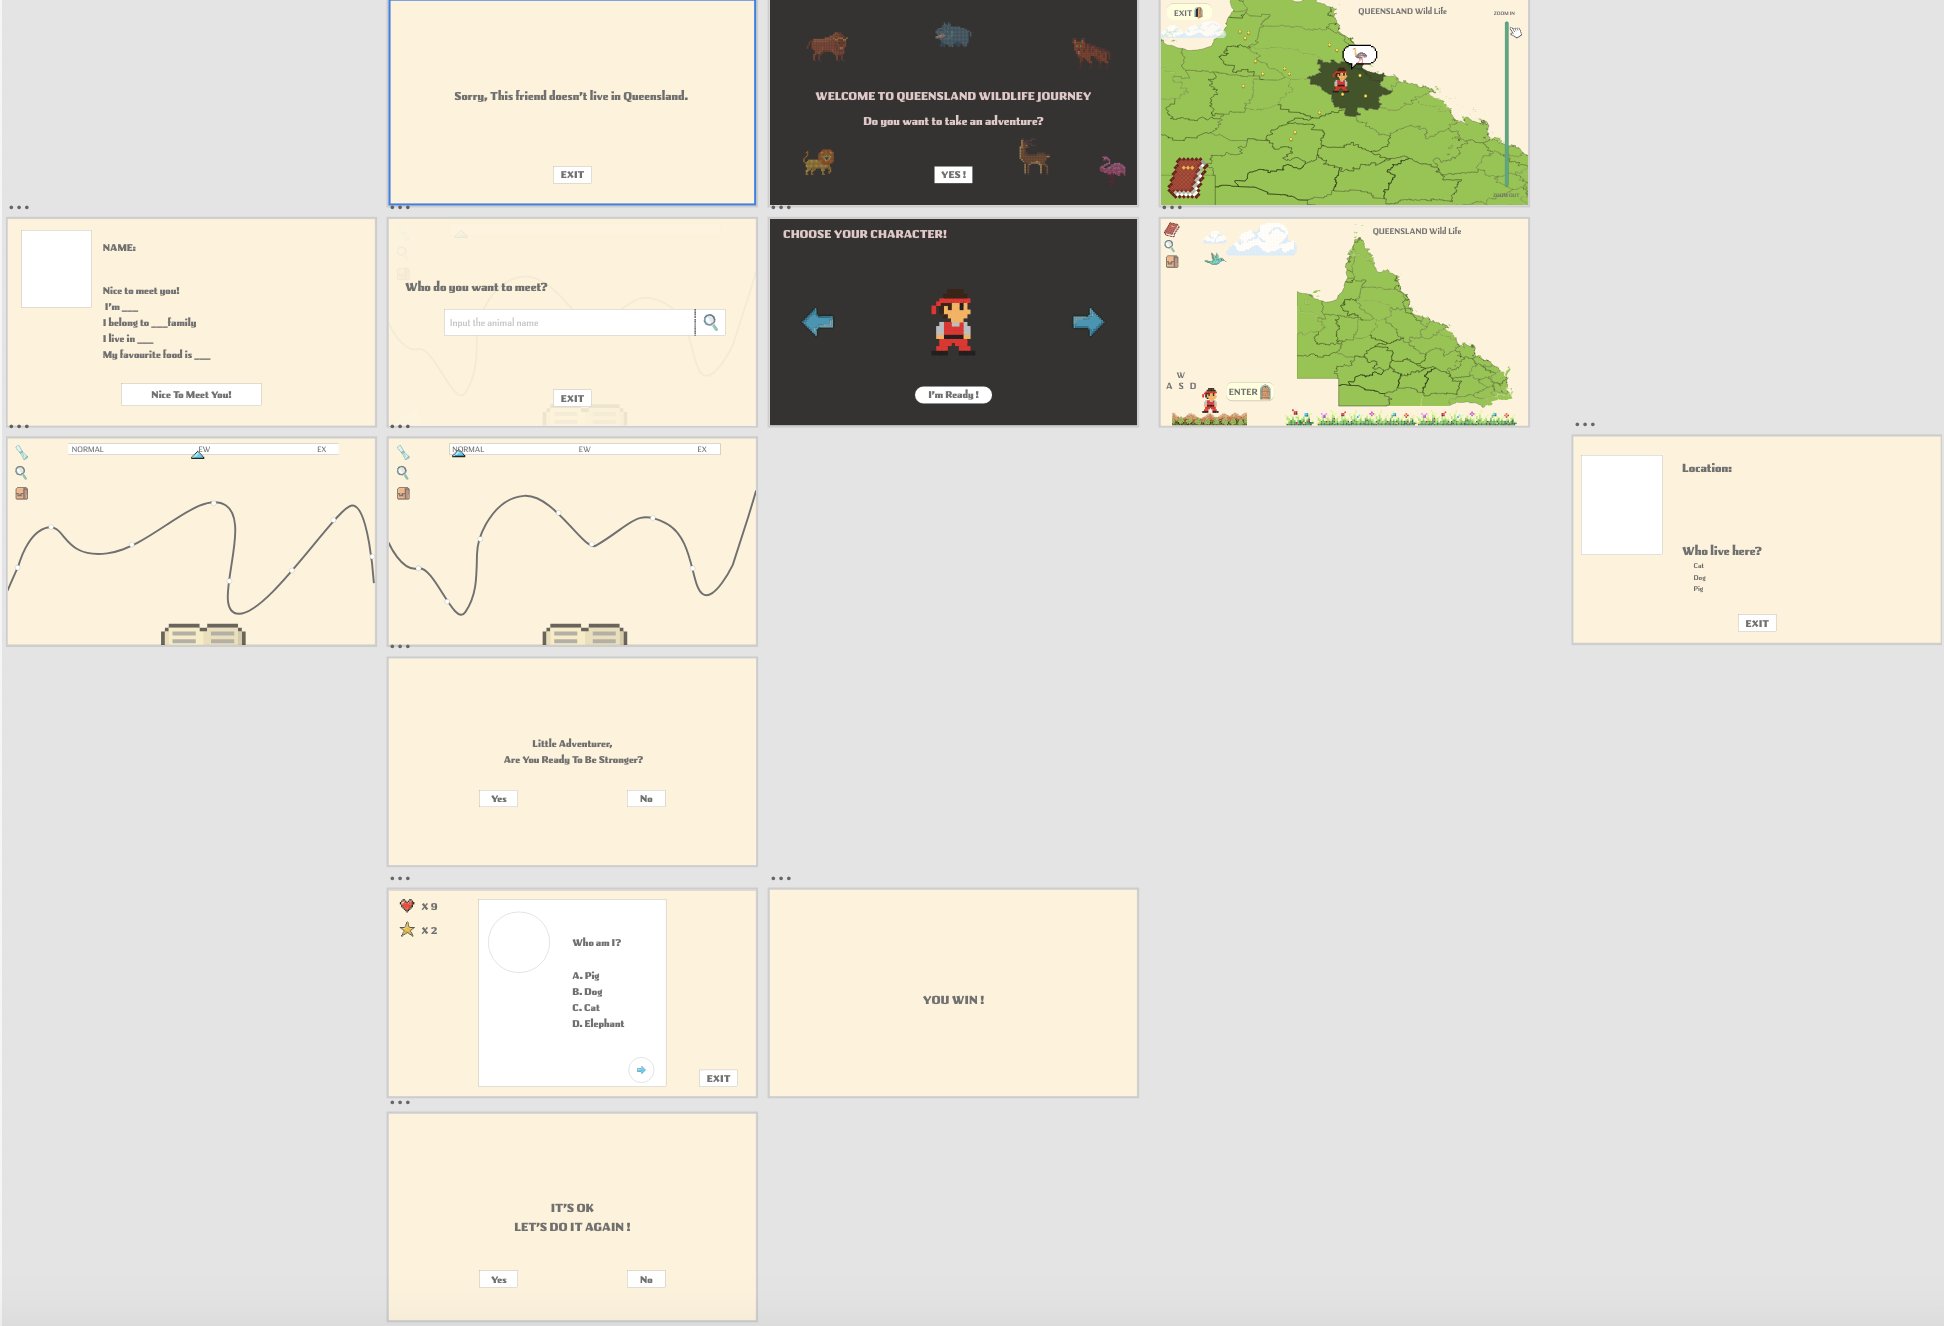 Sorry, This friend doesn't live in Queensland.
EXIT
WELCOME TO QUEENSLAND WILDLIFE JOURNEY
Do you want to take an adventure?
YES !
EXIT
QUEENSLAND Wild Life
ZOOM IN
ZOOM OUT
NAME:
Nice to meet you!
I'm ___
I belong to ___family
I live in ___
My favourite food is ___
Nice To Meet You!
Who do you want to meet?
Input the animal name
EXIT
CHOOSE YOUR CHARACTER!
I'm Ready !
QUEENSLAND Wild Life
W
A S D
ENTER
NORMAL
EW
EX
NORMAL
EW
EX
Location:
Who live here?
Cat
Dog
Pig
EXIT
Little Adventurer,
Are You Ready To Be Stronger?
Yes
No
X 9
X 2
Who am I?
A. Pig
B. Dog
C. Cat
D. Elephant
EXIT
YOU WIN !
IT'S OK
LET'S DO IT AGAIN !
Yes
No